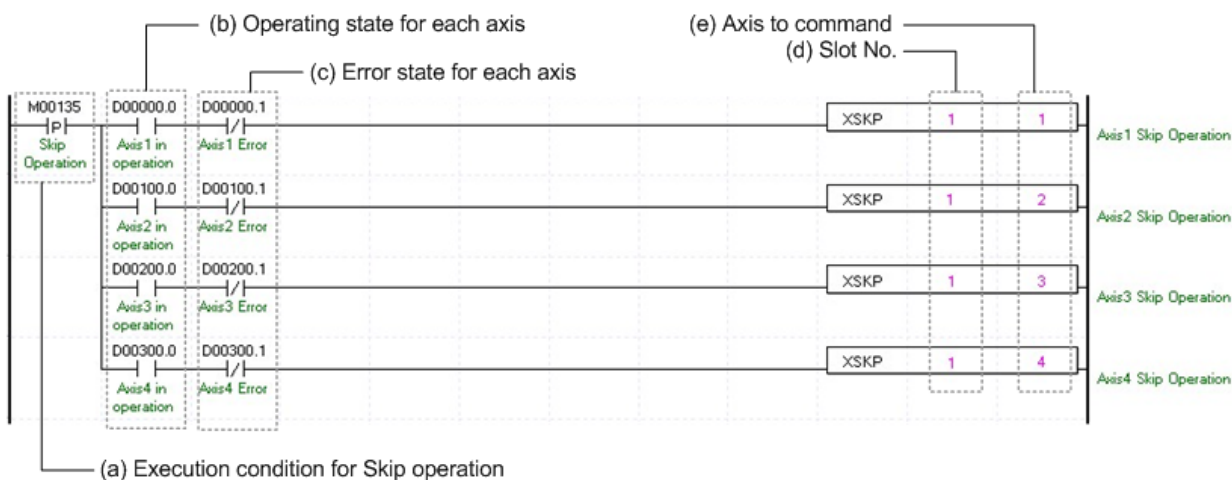 (b) Operating state for each axis
(e) Axis to command
(d) Slot No.
(c) Error state for each axis
M00135 D00000.0 D00000.1
P XSKP 1 1
Skip Operation Axis1 in operation Axis1 Error Axis1 Skip Operation
D00100.0 D00100.1
XSKP 1 2
Axis2 in operation Axis2 Error Axis2 Skip Operation
D00200.0 D00200.1
XSKP 1 3
Axis3 in operation Axis3 Error Axis3 Skip Operation
D00300.0 D00300.1
XSKP 1 4
Axis4 in operation Axis4 Error Axis4 Skip Operation
(a) Execution condition for Skip operation